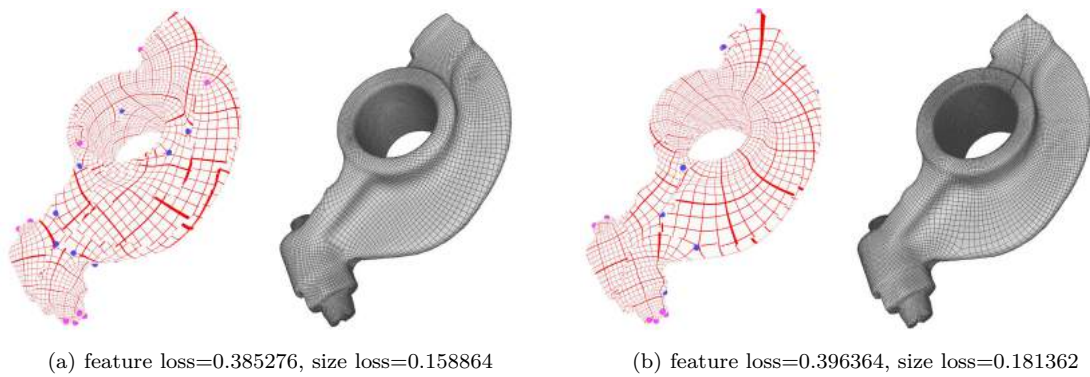 (a) feature loss=0.385276, size loss=0.158864
(b) feature loss=0.396364, size loss=0.181362